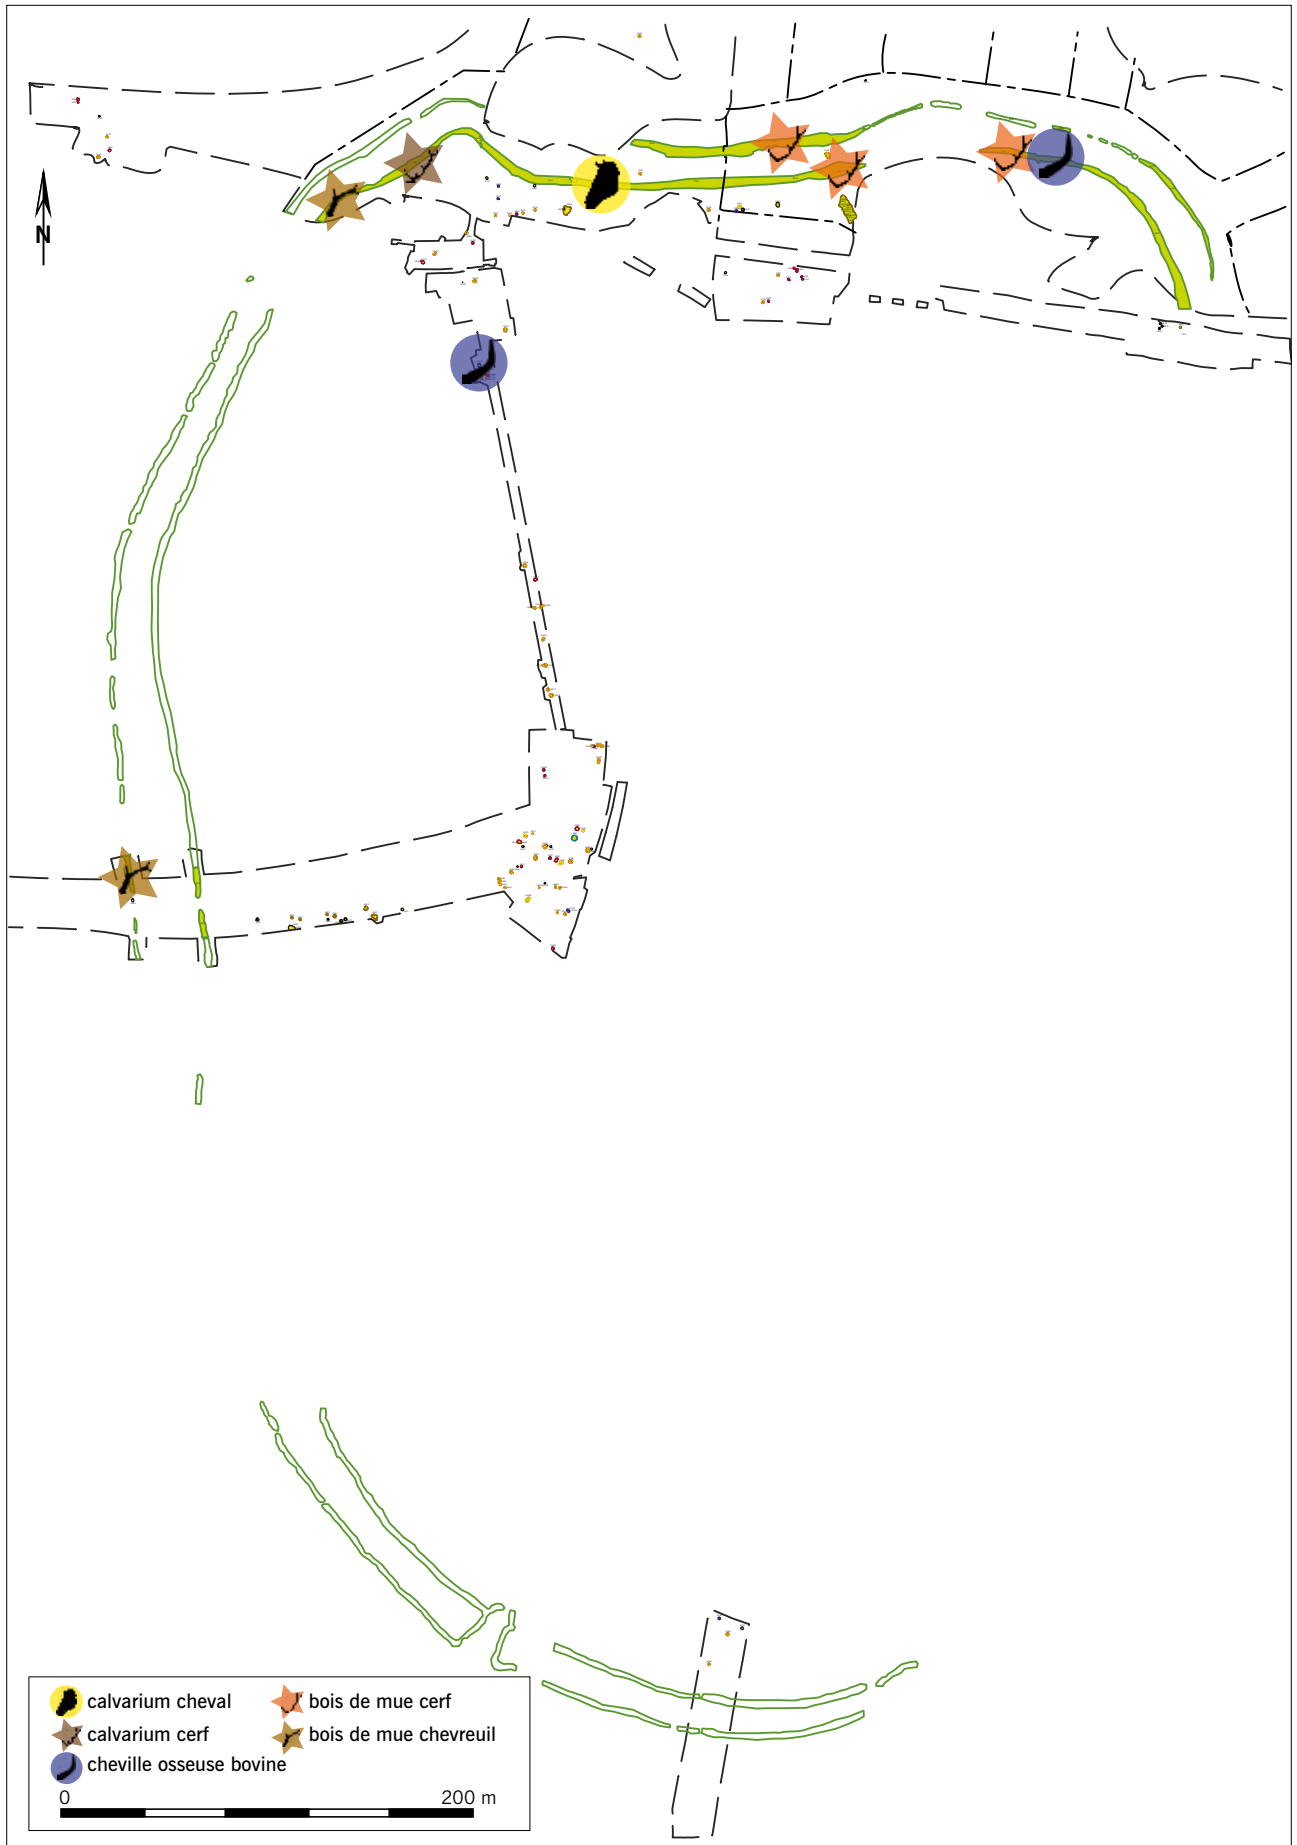 N
calvarium cheval
bois de mue cerf
calvarium cerf
bois de mue chevreuil
cheville osseuse bovine
0
200 m